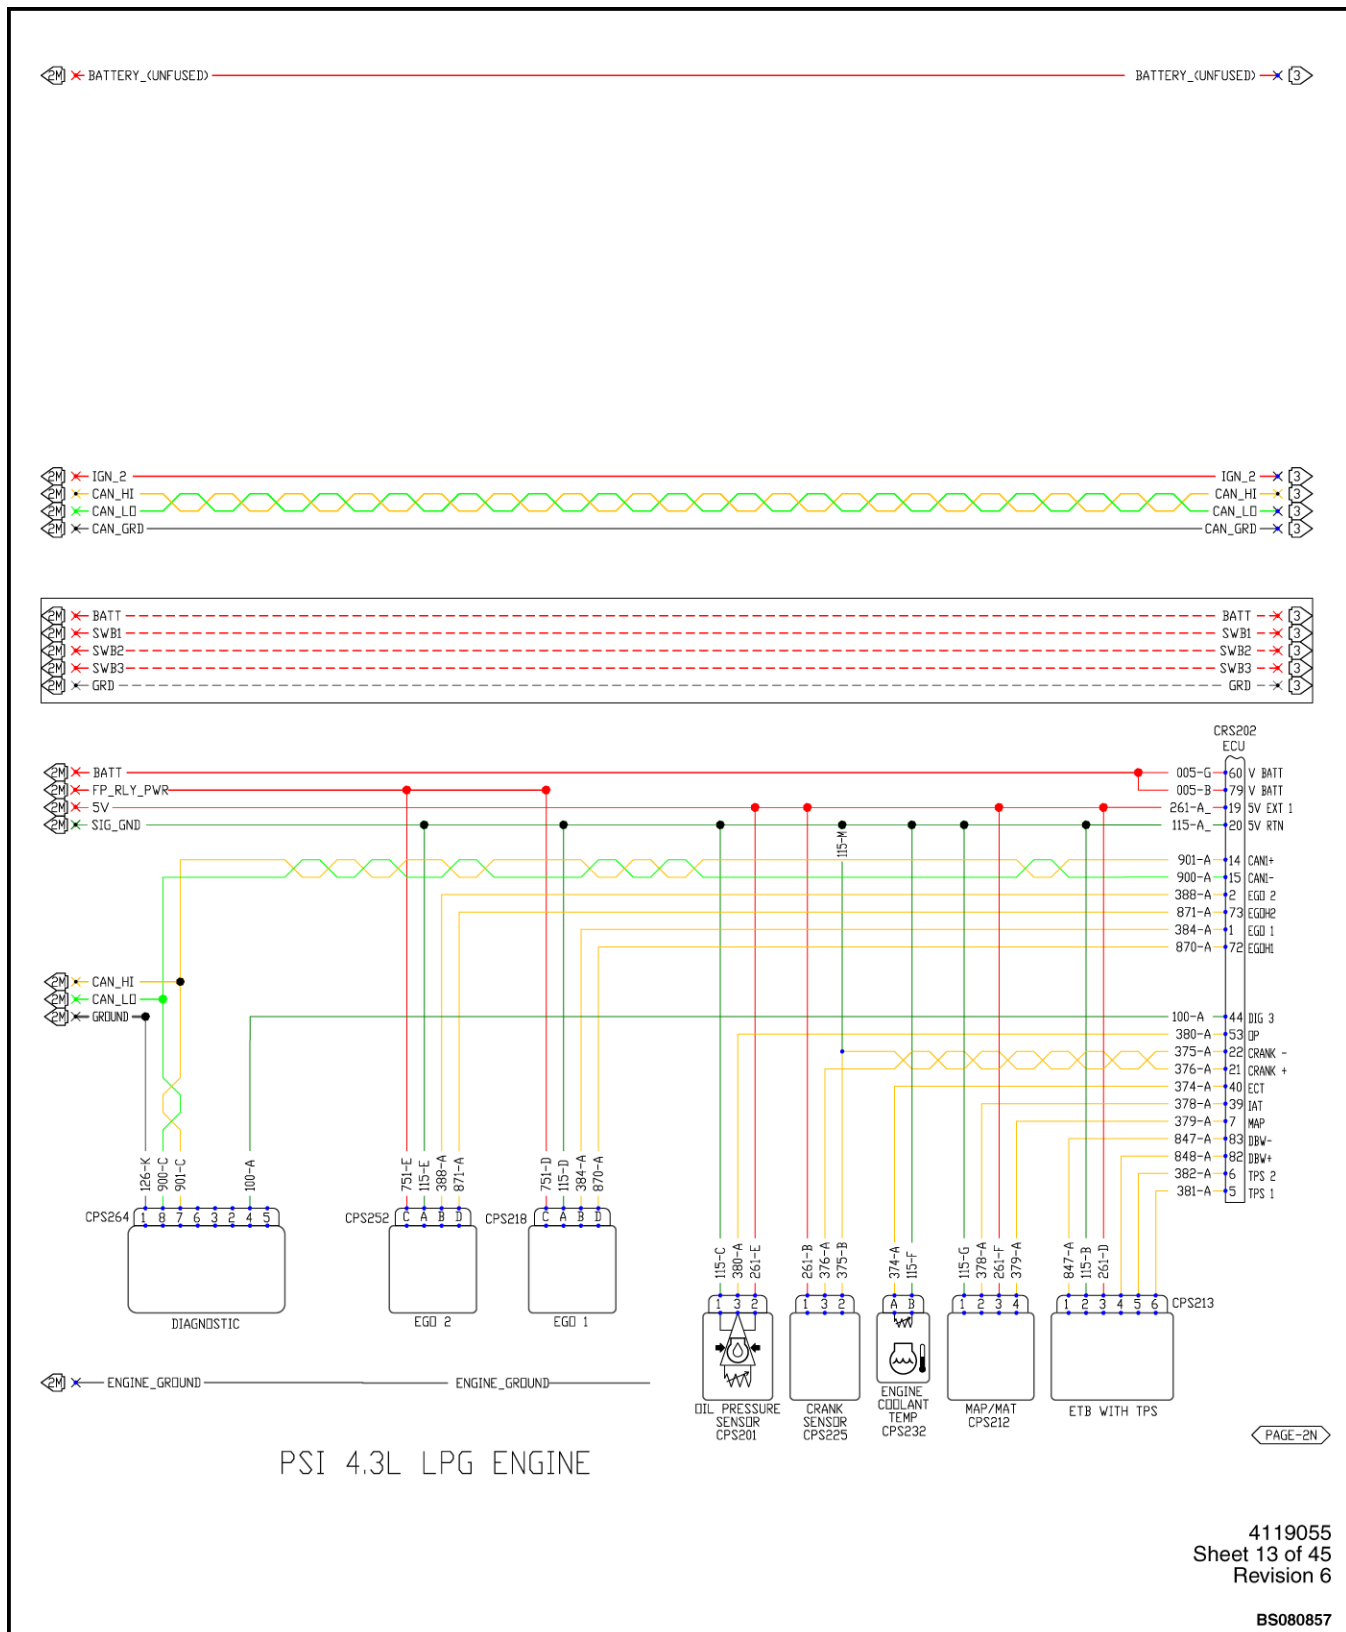 2M BATTERY_(UNFUSED) BATTERY_(UNFUSED) 3
2M IGN_2 IGN_2 3
2M CAN_HI CAN_HI 3
2M CAN_LO CAN_LO 3
2M CAN_GRD CAN_GRD 3
2M BATT BATT 3
2M SWB1 SWB1 3
2M SWB2 SWB2 3
2M SWB3 SWB3 3
2M GRD GRD 3
CRS202
ECU
2M BATT 005-G 60 V BATT
2M FP_RLY_PWR 005-B 79 V BATT
2M 5V 261-A_ 19 5V EXT 1
2M SIG_GND 115-A_ 20 5V RTN
115-M
901-A 14 CAN1+
900-A 15 CAN1-
388-A 2 EGO 2
871-A 73 EGOH2
384-A 1 EGO 1
870-A 72 EGOH1
2M CAN_HI
2M CAN_LO
2M GROUND 100-A 44 DIG 3
380-A 53 OP
375-A 22 CRANK -
376-A 21 CRANK +
374-A 40 ECT
378-A 39 IAT
379-A 7 MAP
847-A 83 DBW-
848-A 82 DBW+
382-A 6 TPS 2
381-A 5 TPS 1
126-K 900-C 901-C 100-A 751-E 115-E 388-A 871-A 751-D 115-D 384-A 870-A
CPS264 1 8 7 6 3 2 4 5 CPS252 C A B D CPS218 C A B D
115-C 380-A 261-E 261-B 376-A 375-B 374-A 115-F 115-G 378-A 261-F 379-A 847-A 115-B 261-D
1 3 2 1 3 2 A B 1 2 3 4 1 2 3 4 5 6 CPS213
DIAGNOSTIC EGO 2 EGO 1
2M ENGINE_GROUND ENGINE_GROUND
OIL PRESSURE
SENSOR
CPS201
CRANK
SENSOR
CPS225
ENGINE
COOLANT
TEMP
CPS232
MAP/MAT
CPS212
ETB WITH TPS
PAGE-2N
PSI 4.3L LPG ENGINE
4119055
Sheet 13 of 45
Revision 6
BS080857